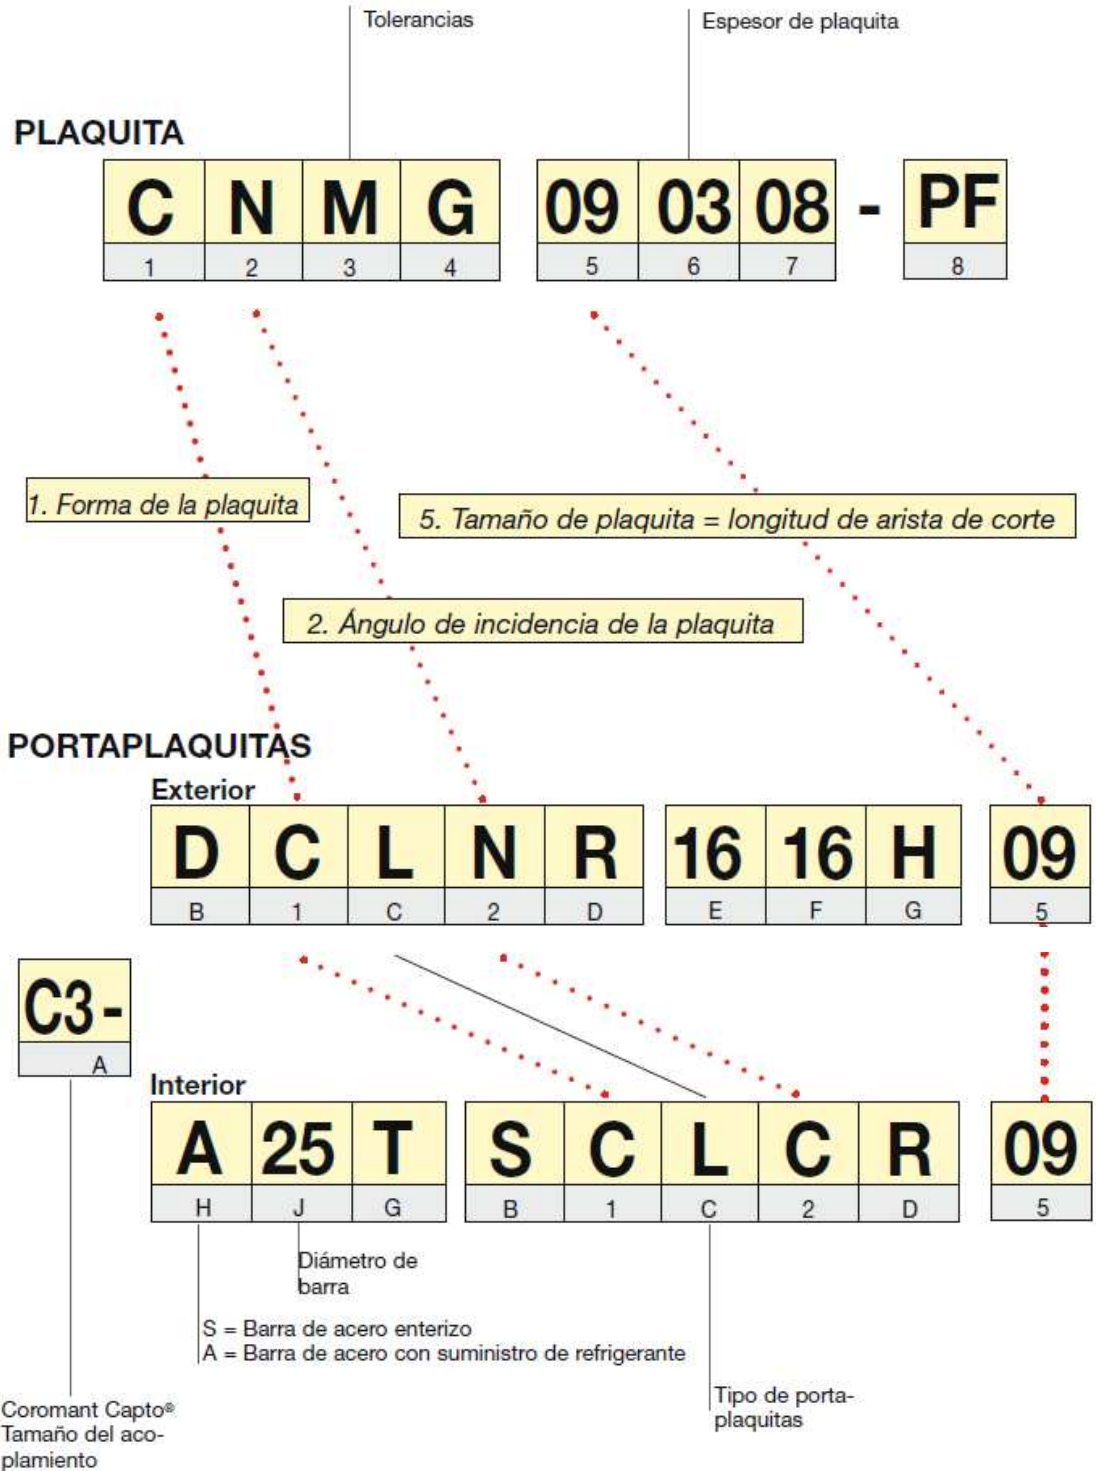 Tolerancias
Espesor de plaquita
PLAQUITA
C N M G 09 03 08 - PF
1 2 3 4 5 6 7 8
1. Forma de la plaquita
5. Tamaño de plaquita = longitud de arista de corte
2. Ángulo de incidencia de la plaquita
PORTAPLAQUITAS
Exterior
D C L N R 16 16 H 09
B 1 C 2 D E F G 5
C3-
A
Interior
A 25 T S C L C R 09
H J G B 1 C 2 D 5
Diámetro de
barra
S = Barra de acero enterizo
A = Barra de acero con suministro de refrigerante
Tipo de porta-
plaquitas
Coromant Capto®
Tamaño del aco-
plamiento